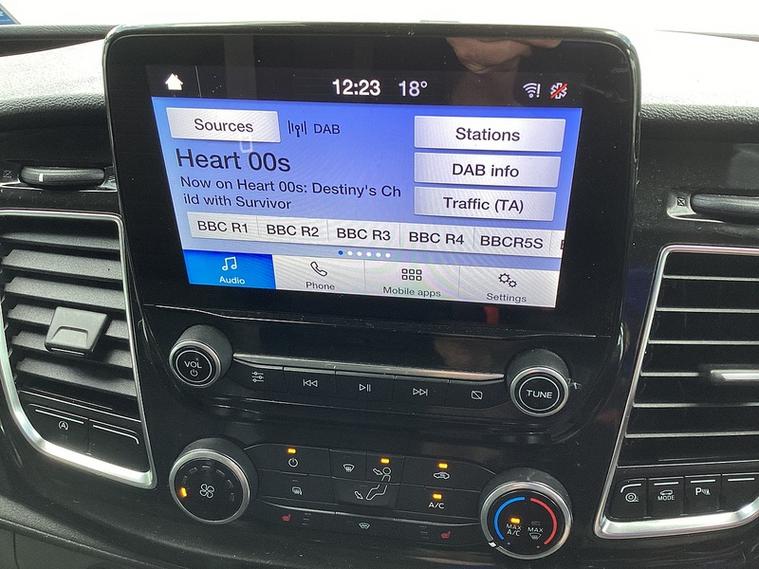 12:23 18°
Sources DAB
Stations
Heart 00s
DAB info
Now on Heart 00s: Destiny's Ch
ild with Survivor
Traffic (TA)
BBC R1 BBC R2 BBC R3 BBC R4 BBCR5S
Audio Phone Mobile apps Settings
VOL
TUNE
A
A/C
MAX
A/C
MAX
MODE
P